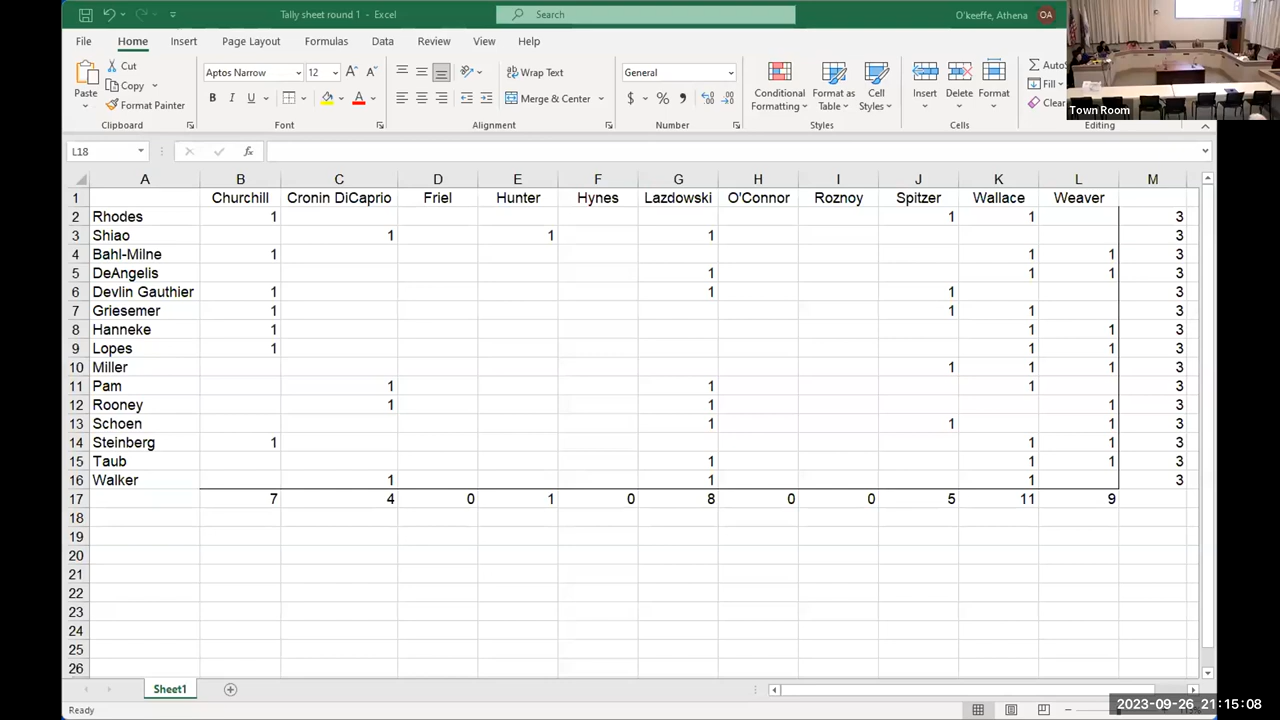 Tally sheet round 1 - Excel Search O'keeffe, Athena OA
File Home Insert Page Layout Formulas Data Review View Help
Paste Cut Copy Format Painter
Clipboard
Aptos Narrow 12 A A
B I U A
Font
Wrap Text
Merge & Center
Alignment
General
$ % ,
Number
Conditional Formatting Format as Table Cell Styles
Styles
Insert Delete Format
Cells
Fill
Editing
Town Room
L18 fx
A B C D E F G H I J K L M
1 Churchill Cronin DiCaprio Friel Hunter Hynes Lazdowski O'Connor Roznoy Spitzer Wallace Weaver
2 Rhodes 1 1 1 3
3 Shiao 1 1 1 3
4 Bahl-Milne 1 1 1 3
5 DeAngelis 1 1 1 3
6 Devlin Gauthier 1 1 1 3
7 Griesemer 1 1 1 3
8 Hanneke 1 1 1 3
9 Lopes 1 1 1 3
10 Miller 1 1 1 3
11 Pam 1 1 1 3
12 Rooney 1 1 1 3
13 Schoen 1 1 1 3
14 Steinberg 1 1 1 3
15 Taub 1 1 1 3
16 Walker 1 1 1 3
17 7 4 0 1 0 8 0 0 5 11 9
18
19
20
21
22
23
24
25
26
Sheet1
Ready
2023-09-26 21:15:08